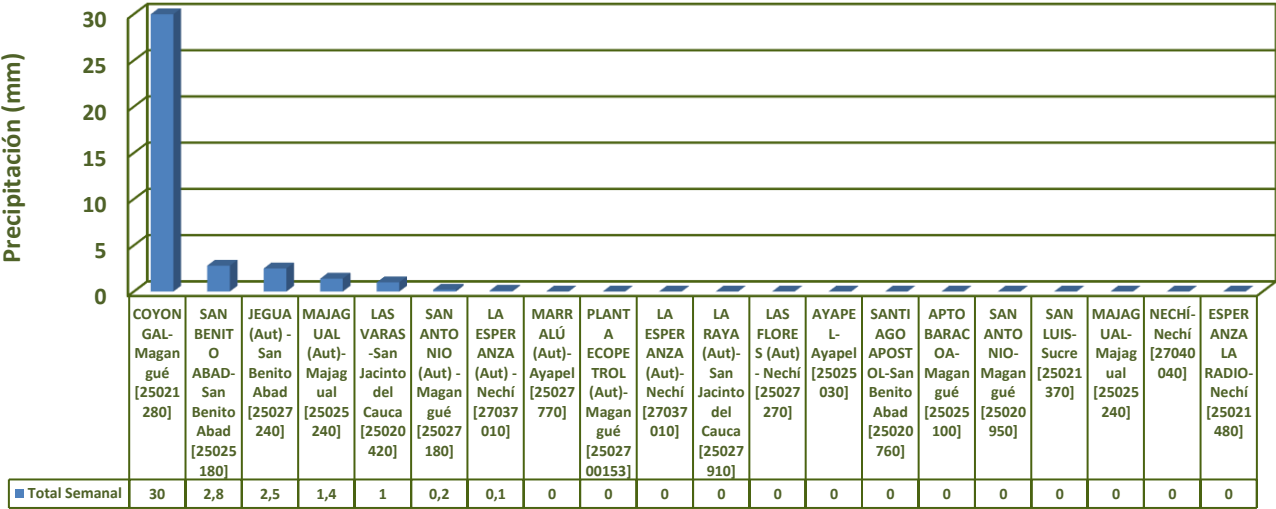 Precipitación (mm)
30
25
20
15
10
5
0
COYON
GAL-
Magan
gué
[25021
280]
SAN
BENIT
O
ABAD-
San
Benito
Abad
[25025
180]
JEGUA
(Aut) -
San
Benito
Abad
[25027
240]
MAJAG
UAL
(Aut)-
Majag
ual
[25025
240]
LAS
VARAS
-San
Jacinto
del
Cauca
[25020
420]
SAN
ANTO
NIO
(Aut) -
Magan
gué
[25027
180]
LA
ESPER
ANZA
(Aut) -
Nechí
[27037
010]
MARR
ALÚ
(Aut)-
Ayapel
[25027
770]
PLANT
A
ECOPE
TROL
(Aut)-
Magan
gué
[25027
00153]
LA
ESPER
ANZA
(Aut)-
Nechí
[27037
010]
LA
RAYA
(Aut)-
San
Jacinto
del
Cauca
[25027
910]
LAS
FLORE
S (Aut)
- Nechí
[25027
270]
AYAPE
L-
Ayapel
[25025
030]
SANTI
AGO
APOST
OL-San
Benito
Abad
[25020
760]
APTO
BARAC
OA-
Magan
gué
[25025
100]
SAN
ANTO
NIO-
Magan
gué
[25020
950]
SAN
LUIS-
Sucre
[25021
370]
MAJAG
UAL-
Majag
ual
[25025
240]
NECHÍ-
Nechí
[27040
040]
ESPER
ANZA
LA
RADIO-
Nechí
[25021
480]
Total Semanal 30 2,8 2,5 1,4 1 0,2 0,1 0 0 0 0 0 0 0 0 0 0 0 0 0